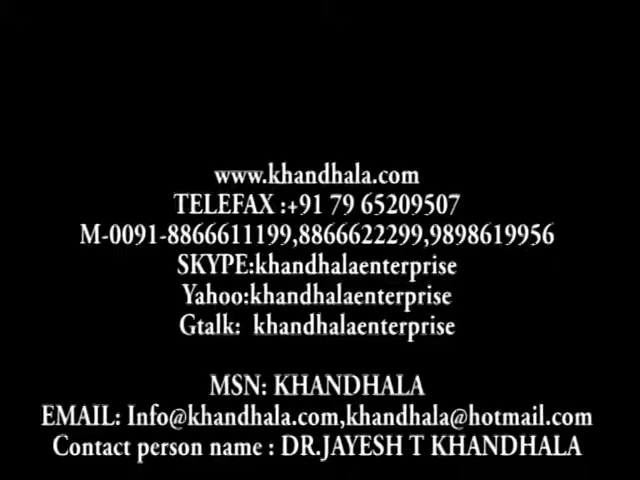 www.khandhala.com
TELEFAX :+91 79 65209507
M-0091-8866611199,8866622299,9898619956
SKYPE:khandhalaenterprise
Yahoo:khandhalaenterprise
Gtalk:  khandhalaenterprise
MSN: KHANDHALA
EMAIL: Info@khandhala.com,khandhala@hotmail.com
Contact person name : DR.JAYESH T KHANDHALA